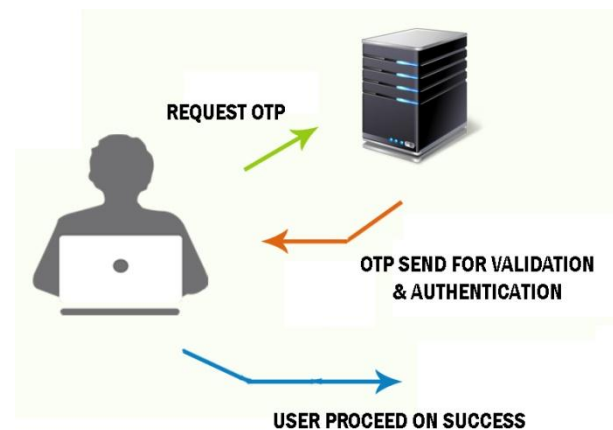 REQUEST OTP
OTP SEND FOR VALIDATION
& AUTHENTICATION
USER PROCEED ON SUCCESS